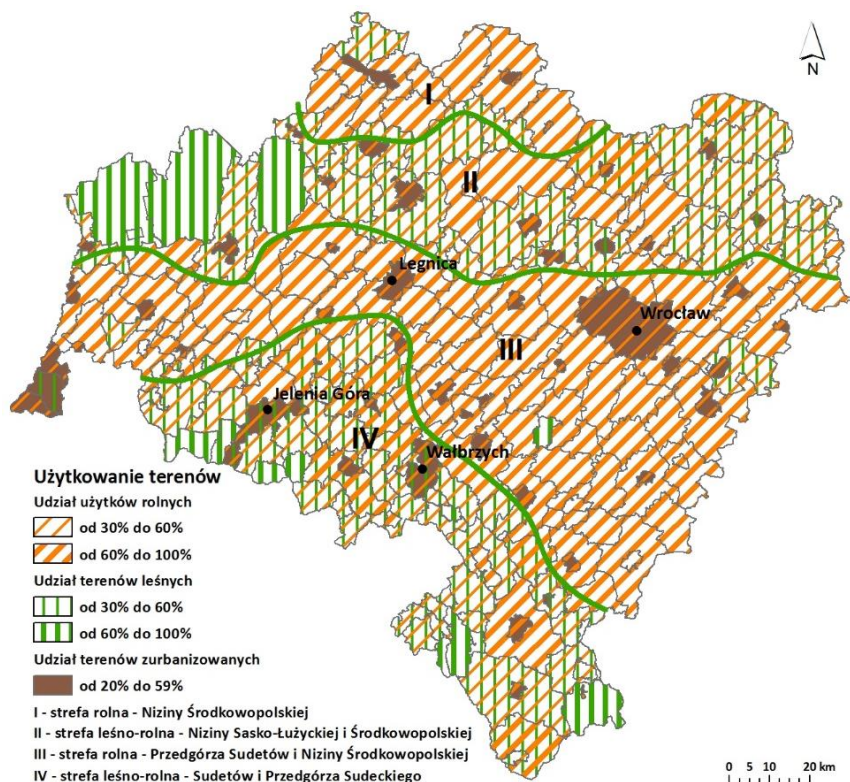 N
I
II
Legnica
Wrocław
III
Jelenia Góra
IV
Wałbrzych
Użytkowanie terenów
Udział użytków rolnych
od 30% do 60%
od 60% do 100%
Udział terenów leśnych
od 30% do 60%
od 60% do 100%
Udział terenów zurbanizowanych
od 20% do 59%
I - strefa rolna - Niziny Środkowopolskiej
II - strefa leśno-rolna - Niziny Sasko-Łużyckiej i Środkowopolskiej
III - strefa rolna - Przedgórza Sudetów i Niziny Środkowopolskiej
IV - strefa leśno-rolna - Sudetów i Przedgórza Sudeckiego
0 5 10 20 km